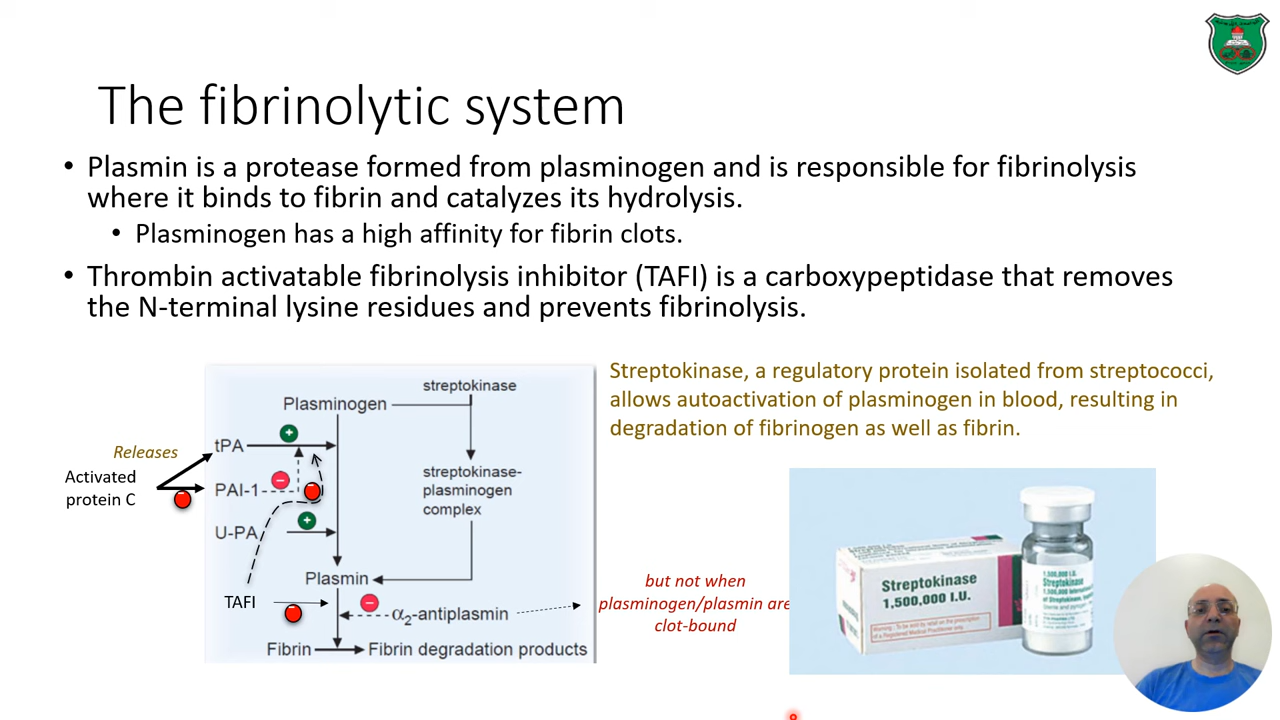 The fibrinolytic system
• Plasmin is a protease formed from plasminogen and is responsible for fibrinolysis
where it binds to fibrin and catalyzes its hydrolysis.
• Plasminogen has a high affinity for fibrin clots.
• Thrombin activatable fibrinolysis inhibitor (TAFI) is a carboxypeptidase that removes
the N-terminal lysine residues and prevents fibrinolysis.
Streptokinase, a regulatory protein isolated from streptococci,
allows autoactivation of plasminogen in blood, resulting in
degradation of fibrinogen as well as fibrin.
streptokinase
Plasminogen
Releases
tPA
Activated
protein C
PAI-1
streptokinase-
plasminogen
complex
U-PA
Plasmin
TAFI
α2-antiplasmin
Fibrin
Fibrin degradation products
but not when
plasminogen/plasmin are
clot-bound
Streptokinase
1,500,000 I.U.
1,500,000 I.U.
Streptokinase